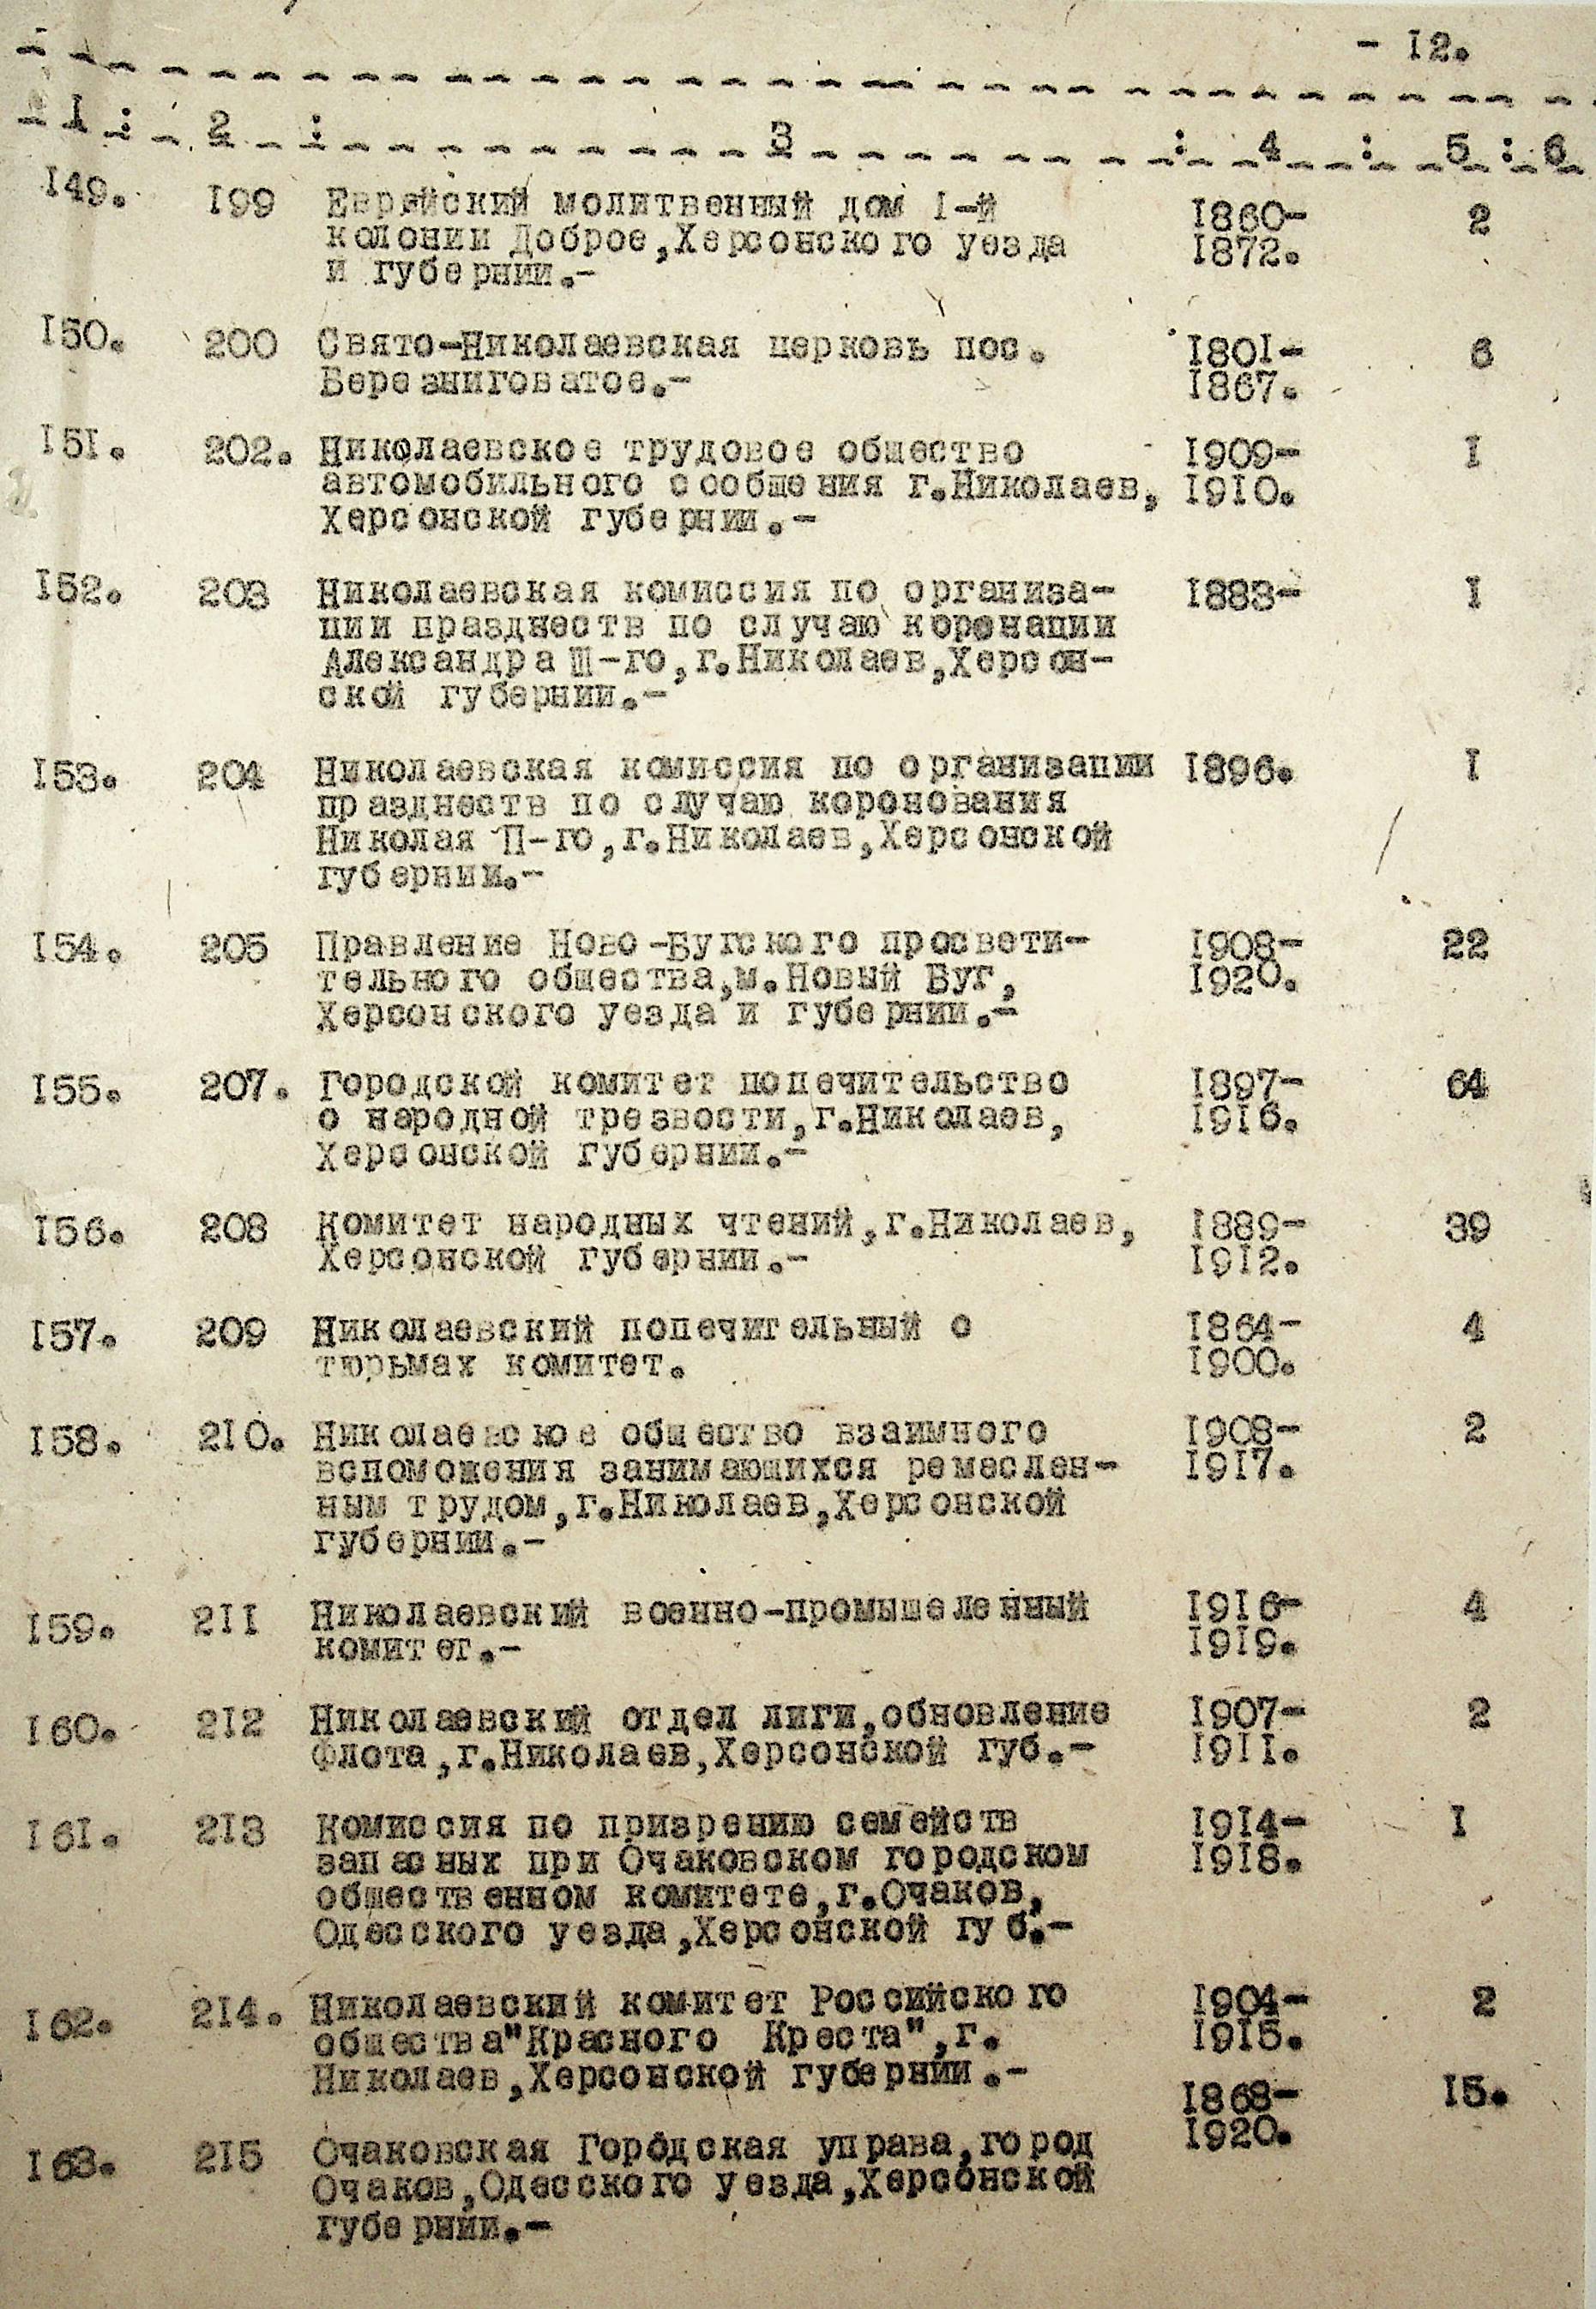 - 12.
1 : 2 : 3 : 4 : 5 : 6
149. 199 Еврейский молитвенный дом I-й 1860- 2
колонии Доброе,Херсонского уезда 1872.
и губернии.-
150. 200 Свято-Николаевская церковь пос. 1801- 6
Березниговатое.- 1867.
151. 202. Николаевское трудовое общество 1909- 1
автомобильного сообщения г.Николаев, 1910.
Херсонской губернии.-
152. 203 Николаевская комиссия по организа- 1883- 1
ции празднеств по случаю коронации
Александра Ш-го,г.Николаев,Херсон-
ской губернии.-
153. 204 Николаевская комиссия по организации 1896. 1
празднеств по случаю коронования
Николая П-го,г.Николаев,Херсонской
губернии.-
154. 205 Правление Ново-Бугского просвети- 1908- 22
тельного общества,м.Новый Буг, 1920.
Херсонского уезда и губернии.-
155. 207. Городской комитет попечительство 1897- 64
о народной трезвости,г.Николаев, 1916.
Херсонской губернии.-
156. 208 Комитет народных чтений,г.Николаев, 1889- 39
Херсонской губернии.- 1912.
157. 209 Николаевский попечительный о 1864- 4
тюрьмах комитет. 1900.
158. 210. Николаевское общество взаимного 1908- 2
вспоможения занимающихся ремеслен- 1917.
ным трудом,г.Николаев,Херсонской
губернии.-
159. 211 Николаевский военно-промышеленный 1916- 4
комитет.- 1919.
160. 212 Николаевский отдел лиги,обновление 1907- 2
Флота,г.Николаев,Херсонской губ.- 1911.
161. 213 Комиссия по призрению семейств 1914- 1
запасных при Очаковском городском 1918.
общественном комитете,г.Очаков,
Одесского уезда,Херсонской губ.-
162. 214. Николаевский комитет Российского 1904- 2
общества"Красного Креста",г. 1915.
Николаев,Херсонской губернии.-
1868- 15.
163. 215 Очаковская Городская управа,город 1920.
Очаков,Одесского уезда,Херсонской
губернии.-